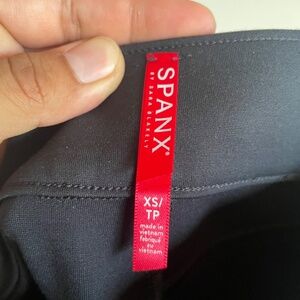 SPANX®
BY SARA BLAKELY
XS/
TP
made in
vietnam
fabriqué
au
vietnam